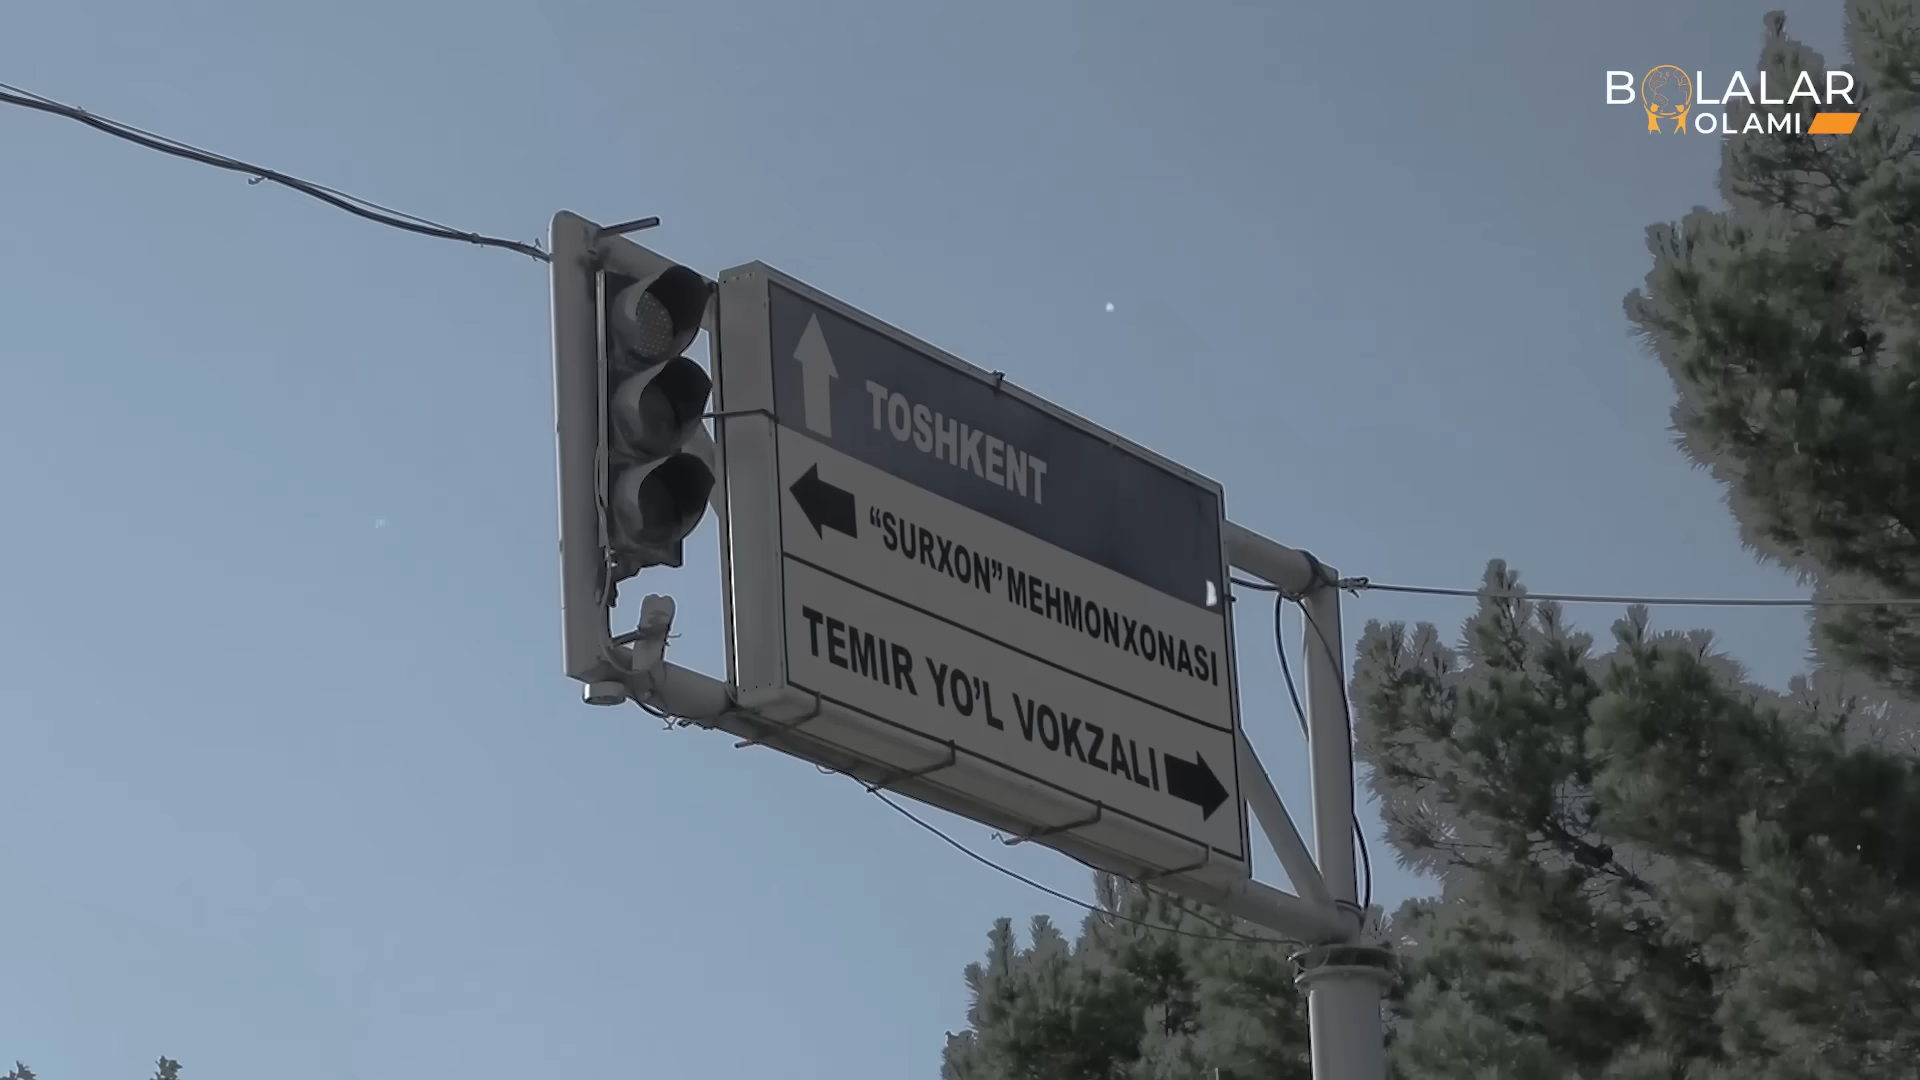 BOLALAR
OLAMI
TOSHKENT
“SURXON” MEHMONXONASI
TEMIR YO’L VOKZALI